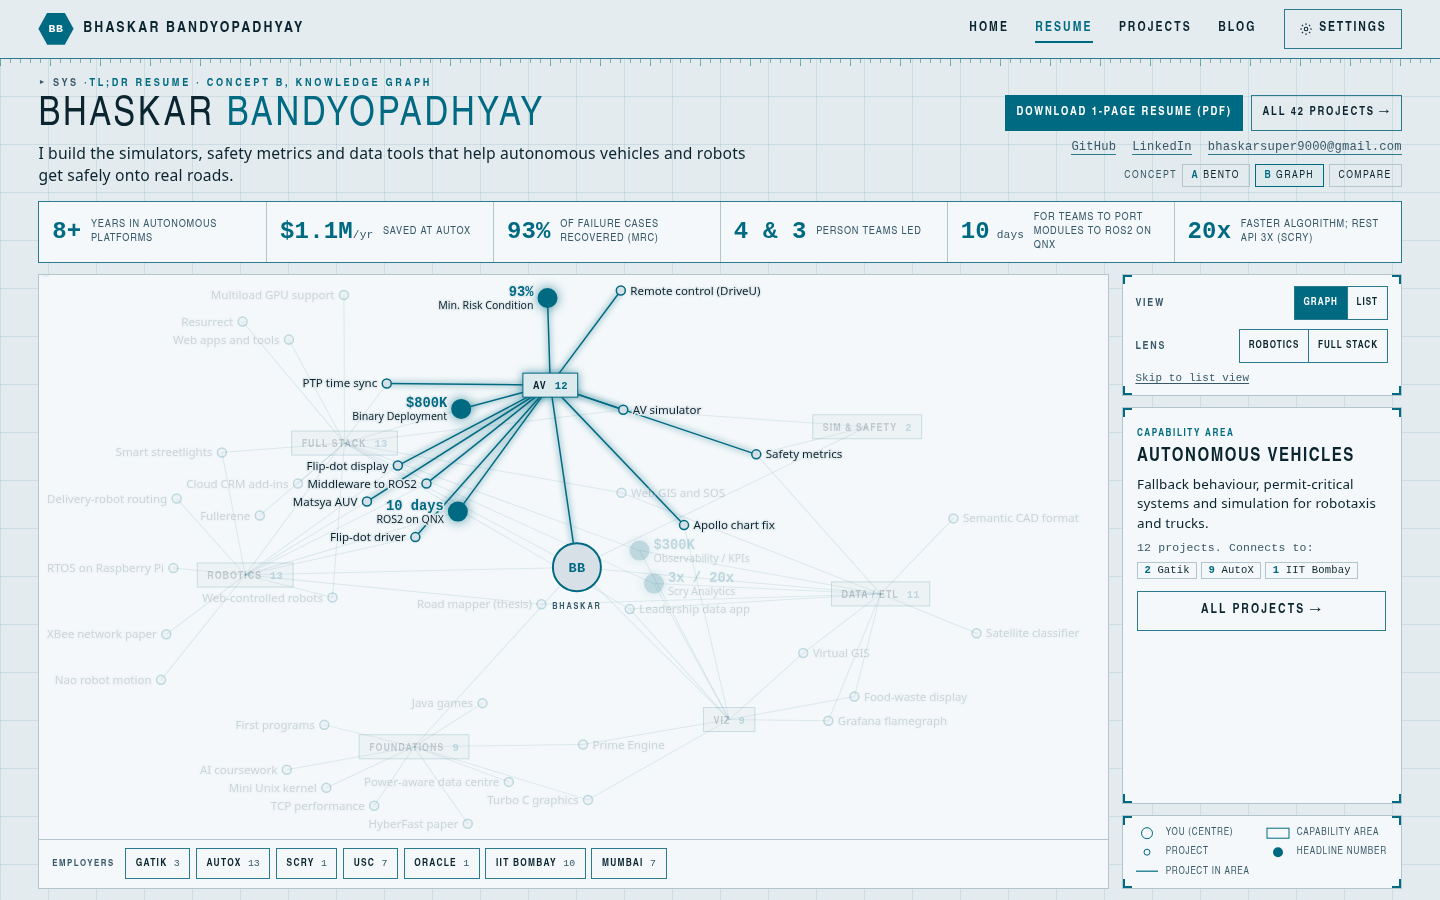 BB BHASKAR BANDYOPADHYAY
HOME RESUME PROJECTS BLOG SETTINGS
‣ SYS ·TL;DR RESUME · CONCEPT B, KNOWLEDGE GRAPH
BHASKAR BANDYOPADHYAY
I build the simulators, safety metrics and data tools that help autonomous vehicles and robots
get safely onto real roads.
DOWNLOAD 1-PAGE RESUME (PDF) ALL 42 PROJECTS →
GitHub LinkedIn bhaskarsuper9000@gmail.com
CONCEPT A BENTO B GRAPH COMPARE
8+ YEARS IN AUTONOMOUS
PLATFORMS
$1.1M/yr SAVED AT AUTOX
93% OF FAILURE CASES
RECOVERED (MRC)
4 & 3 PERSON TEAMS LED
10 days FOR TEAMS TO PORT
MODULES TO ROS2 ON
QNX
20x FASTER ALGORITHM; REST
API 3X (SCRY)
Multiload GPU support
93%
Min. Risk Condition
Remote control (DriveU)
Resurrect
Web apps and tools
PTP time sync
AV 12
$800K
Binary Deployment
AV simulator
SIM & SAFETY 2
FULL STACK 13
Smart streetlights
Safety metrics
Flip-dot display
Cloud CRM add-ins
Middleware to ROS2
Web GIS and SOS
Delivery-robot routing
Matsya AUV
10 days
ROS2 on QNX
Fullerene
Semantic CAD format
Apollo chart fix
Flip-dot driver
$300K
Observability / KPIs
RTOS on Raspberry Pi
ROBOTICS 13
BB
3x / 20x
Scry Analytics
DATA / ETL 11
Web-controlled robots
Road mapper (thesis)
BHASKAR
Leadership data app
XBee network paper
Satellite classifier
Virtual GIS
Nao robot motion
Java games
Food-waste display
First programs
VIZ 9
Grafana flamegraph
FOUNDATIONS 9
Prime Engine
AI coursework
Mini Unix kernel
Power-aware data centre
TCP performance
Turbo C graphics
HyberFast paper
EMPLOYERS GATIK 3 AUTOX 13 SCRY 1 USC 7 ORACLE 1 IIT BOMBAY 10 MUMBAI 7
VIEW GRAPH LIST
LENS ROBOTICS FULL STACK
Skip to list view
CAPABILITY AREA
AUTONOMOUS VEHICLES
Fallback behaviour, permit-critical
systems and simulation for robotaxis
and trucks.
12 projects. Connects to:
2 Gatik 9 AutoX 1 IIT Bombay
ALL PROJECTS →
YOU (CENTRE) CAPABILITY AREA
PROJECT HEADLINE NUMBER
PROJECT IN AREA